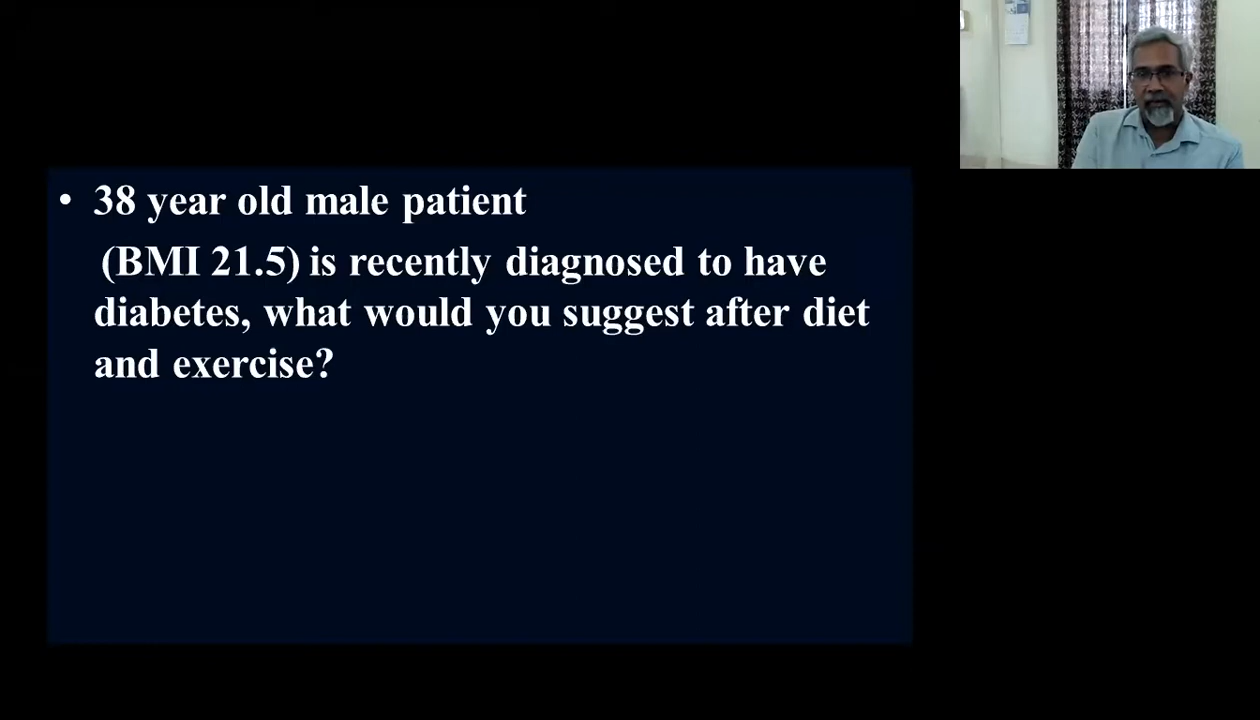 • 38 year old male patient
(BMI 21.5) is recently diagnosed to have
diabetes, what would you suggest after diet
and exercise?